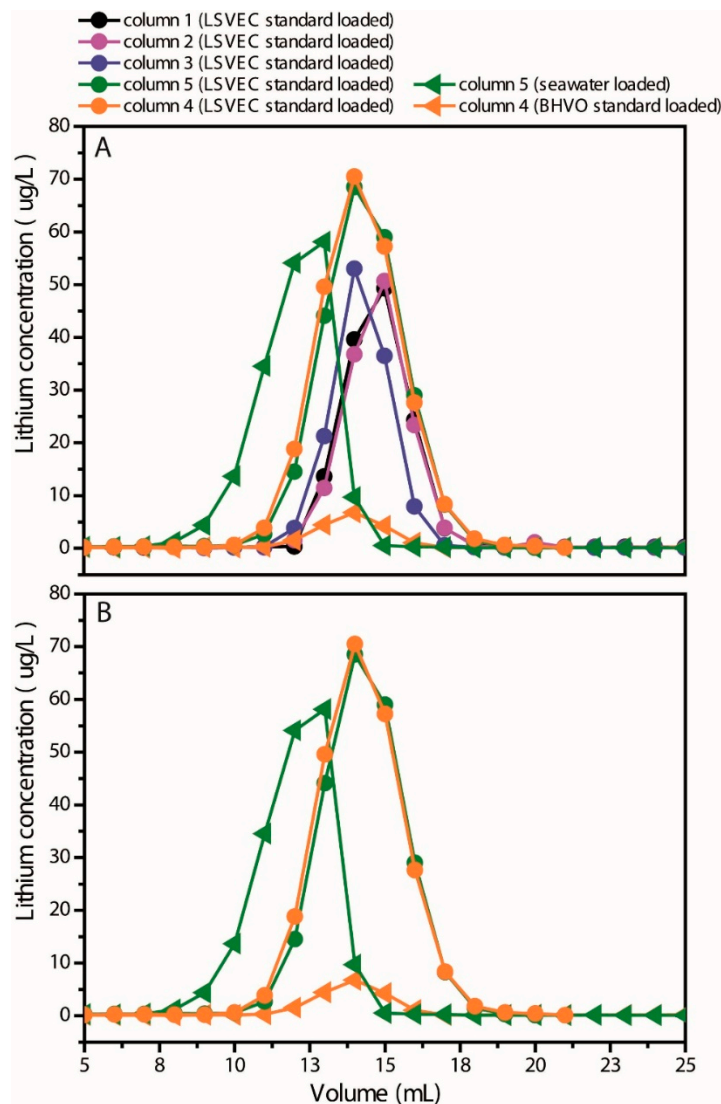 column 1 (LSVEC standard loaded)
column 2 (LSVEC standard loaded)
column 3 (LSVEC standard loaded)
column 5 (LSVEC standard loaded) column 5 (seawater loaded)
column 4 (LSVEC standard loaded) column 4 (BHVO standard loaded)
80
A
70
60
50
40
30
20
10
0
Lithium concentration ( ug/L)
B
70
60
50
40
30
20
10
0
Lithium concentration ( ug/L)
5 8 10 13 15 18 20 23 25
Volume (mL)